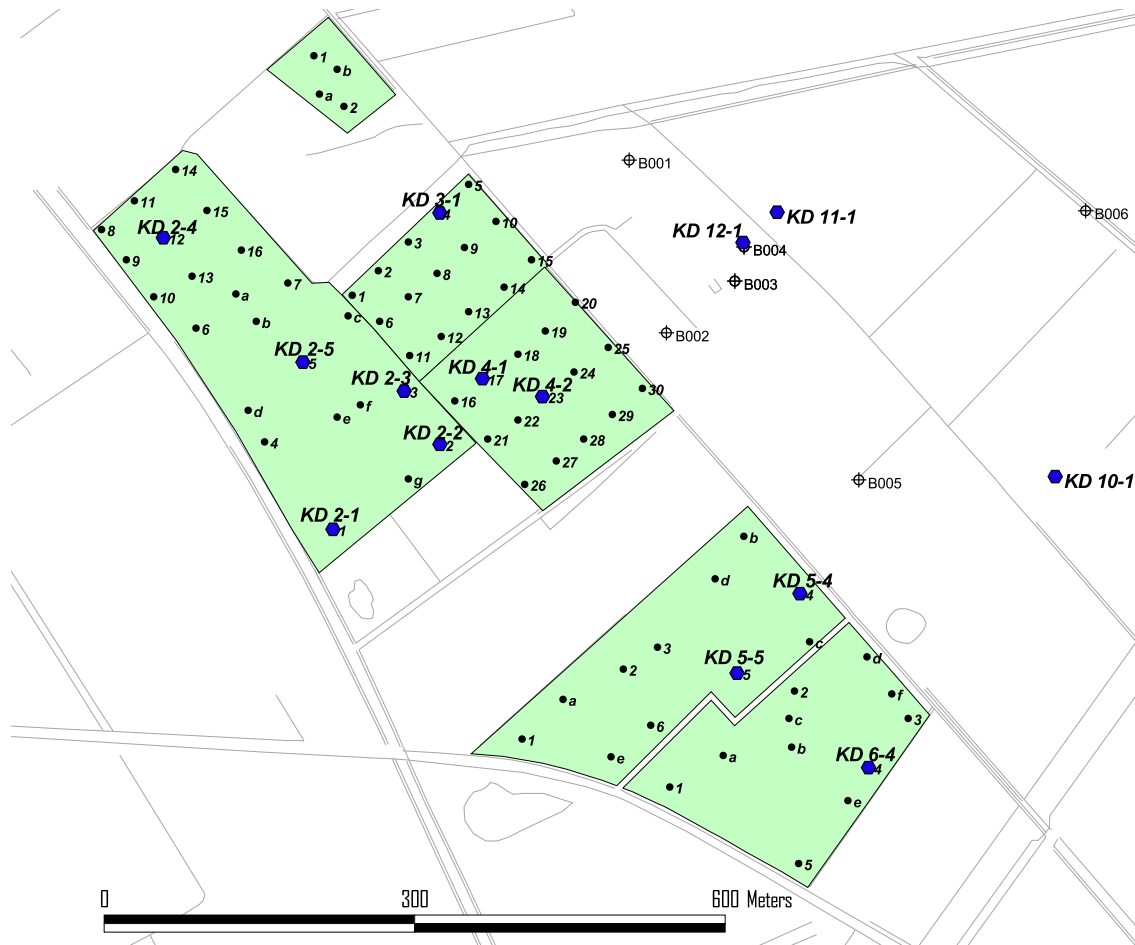 1
b
a
2
14
11
15
8
KD 2-4
12
16
9
13
7
10
a
b
6
c
KD 2-5
5
KD 2-3
3
d
f
e
4
KD 2-2
2
g
KD 2-1
1
5
KD 3-1
4
10
3
9
15
2
8
14
1
7
13
6
12
11
20
19
25
18
KD 4-1
17
24
KD 4-2
23
30
16
29
22
21
28
27
26
B001
KD 11-1
B006
KD 12-1
B004
B003
B002
B005
KD 10-1
b
d
KD 5-4
4
c
3
2
KD 5-5
5
a
6
1
e
d
2
f
c
3
b
a
KD 6-4
4
1
e
5
0 300 600 Meters